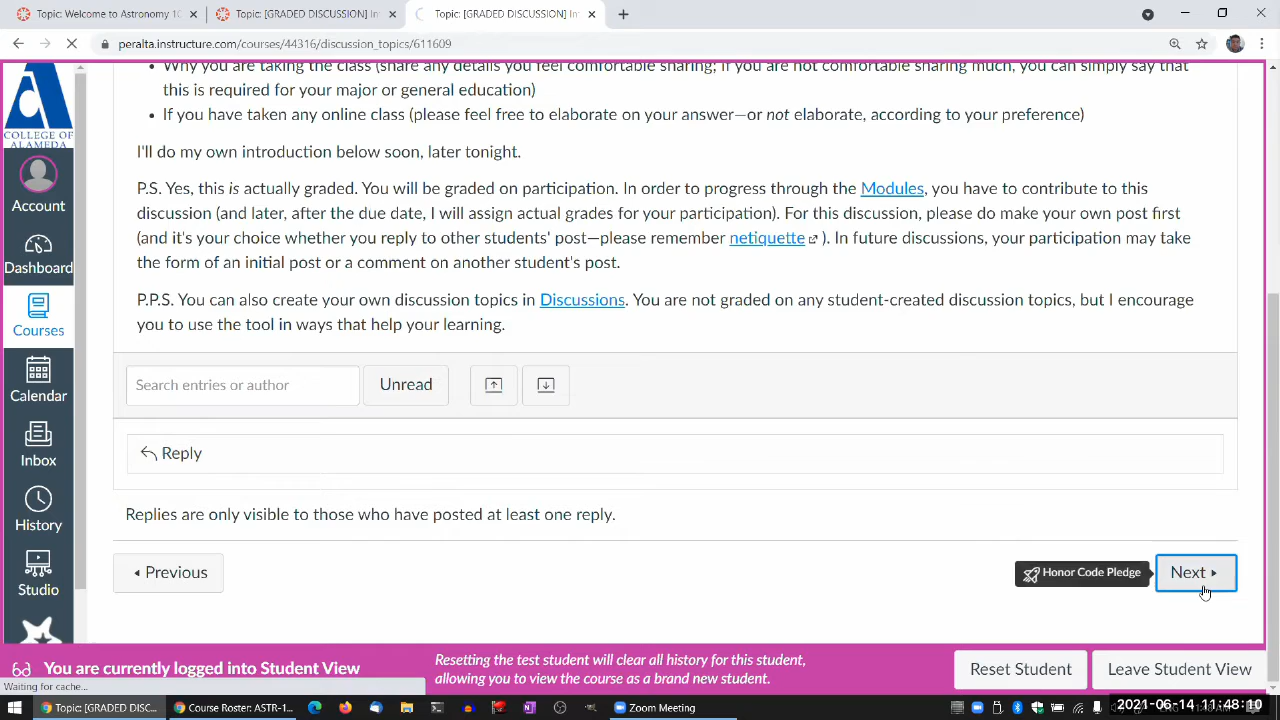 Topic: Welcome to Astronomy 10
Topic [GRADED DISCUSSION] In
Topic: [GRADED DISCUSSION] In
peralta.instructure.com/courses/44316/discussion_topics/611609
• Why you are taking the class (share any details you feel comfortable sharing; if you are not comfortable sharing much, you can simply say that
this is required for your major or general education)
• If you have taken any online class (please feel free to elaborate on your answer—or not elaborate, according to your preference)
I'll do my own introduction below soon, later tonight.
P.S. Yes, this is actually graded. You will be graded on participation. In order to progress through the Modules, you have to contribute to this
discussion (and later, after the due date, I will assign actual grades for your participation). For this discussion, please do make your own post first
(and it's your choice whether you reply to other students' post—please remember netiquette ). In future discussions, your participation may take
the form of an initial post or a comment on another student's post.
P.P.S. You can also create your own discussion topics in Discussions. You are not graded on any student-created discussion topics, but I encourage
you to use the tool in ways that help your learning.
COLLEGE OF
ALAMEDA
Account
Dashboard
Courses
Calendar
Inbox
History
Studio
Search entries or author
Unread
Reply
Replies are only visible to those who have posted at least one reply.
Previous
Honor Code Pledge
Next
You are currently logged into Student View
Resetting the test student will clear all history for this student,
allowing you to view the course as a brand new student.
Reset Student
Leave Student View
Waiting for cache...
Topic: [GRADED DISC...
Course Roster: ASTR-1...
Zoom Meeting
2021-06-14 11:48:10